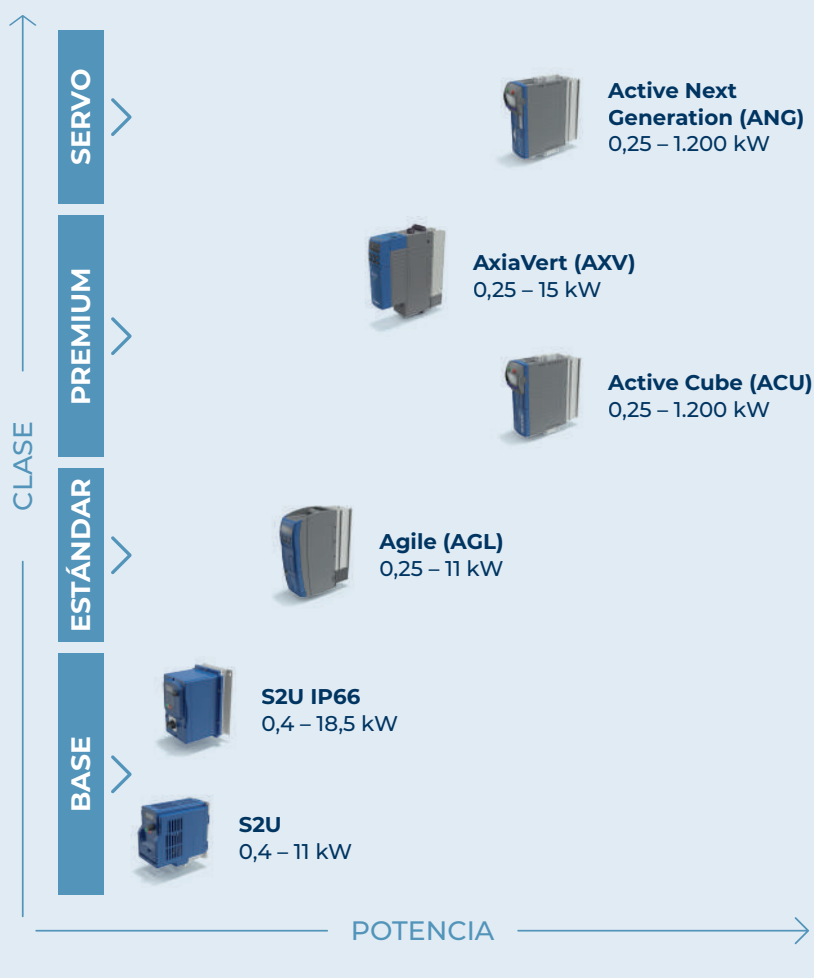 SERVO
Active Next
Generation (ANG)
0,25 – 1.200 kW
PREMIUM
AxiaVert (AXV)
0,25 – 15 kW
Active Cube (ACU)
0,25 – 1.200 kW
CLASE
ESTÁNDAR
Agile (AGL)
0,25 – 11 kW
BASE
S2U IP66
0,4 – 18,5 kW
S2U
0,4 – 11 kW
POTENCIA